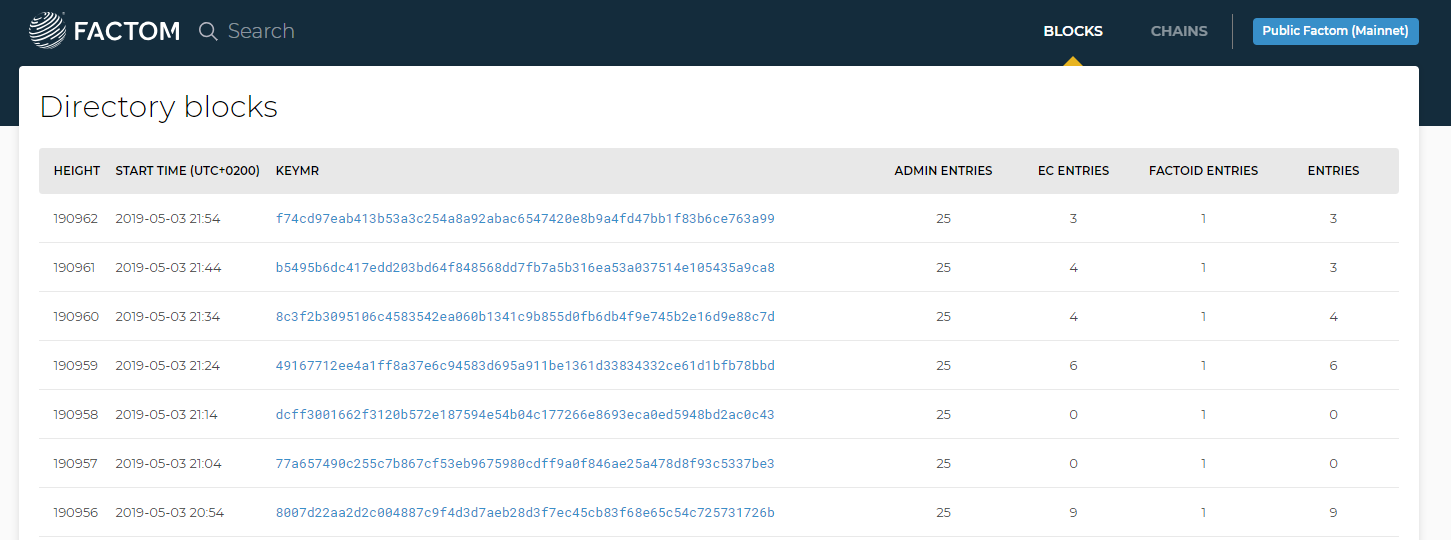 FACTOM Search BLOCKS CHAINS Public Factom (Mainnet)
Directory blocks
HEIGHT START TIME (UTC+0200) KEYMR ADMIN ENTRIES EC ENTRIES FACTOID ENTRIES ENTRIES
190962 2019-05-03 21:54 f74cd97eab413b53a3c254a8a92abac6547420e8b9a4fd47bb1f83b6ce763a99 25 3 1 3
190961 2019-05-03 21:44 b5495b6dc417edd203bd64f848568dd7fb7a5b316ea53a037514e105435a9ca8 25 4 1 3
190960 2019-05-03 21:34 8c3f2b3095106c4583542ea060b1341c9b855d0fb6db4f9e745b2e16d9e88c7d 25 4 1 4
190959 2019-05-03 21:24 49167712ee4a1ff8a37e6c94583d695a911be1361d33834332ce61d1bfb78bbd 25 6 1 6
190958 2019-05-03 21:14 dcff3001662f3120b572e187594e54b04c177266e8693eca0ed5948bd2ac0c43 25 0 1 0
190957 2019-05-03 21:04 77a657490c255c7b867cf53eb9675980cdff9a0f846ae25a478d8f93c5337be3 25 0 1 0
190956 2019-05-03 20:54 8007d22aa2d2c004887c9f4d3d7aeb28d3f7ec45cb83f68e65c54c725731726b 25 9 1 9